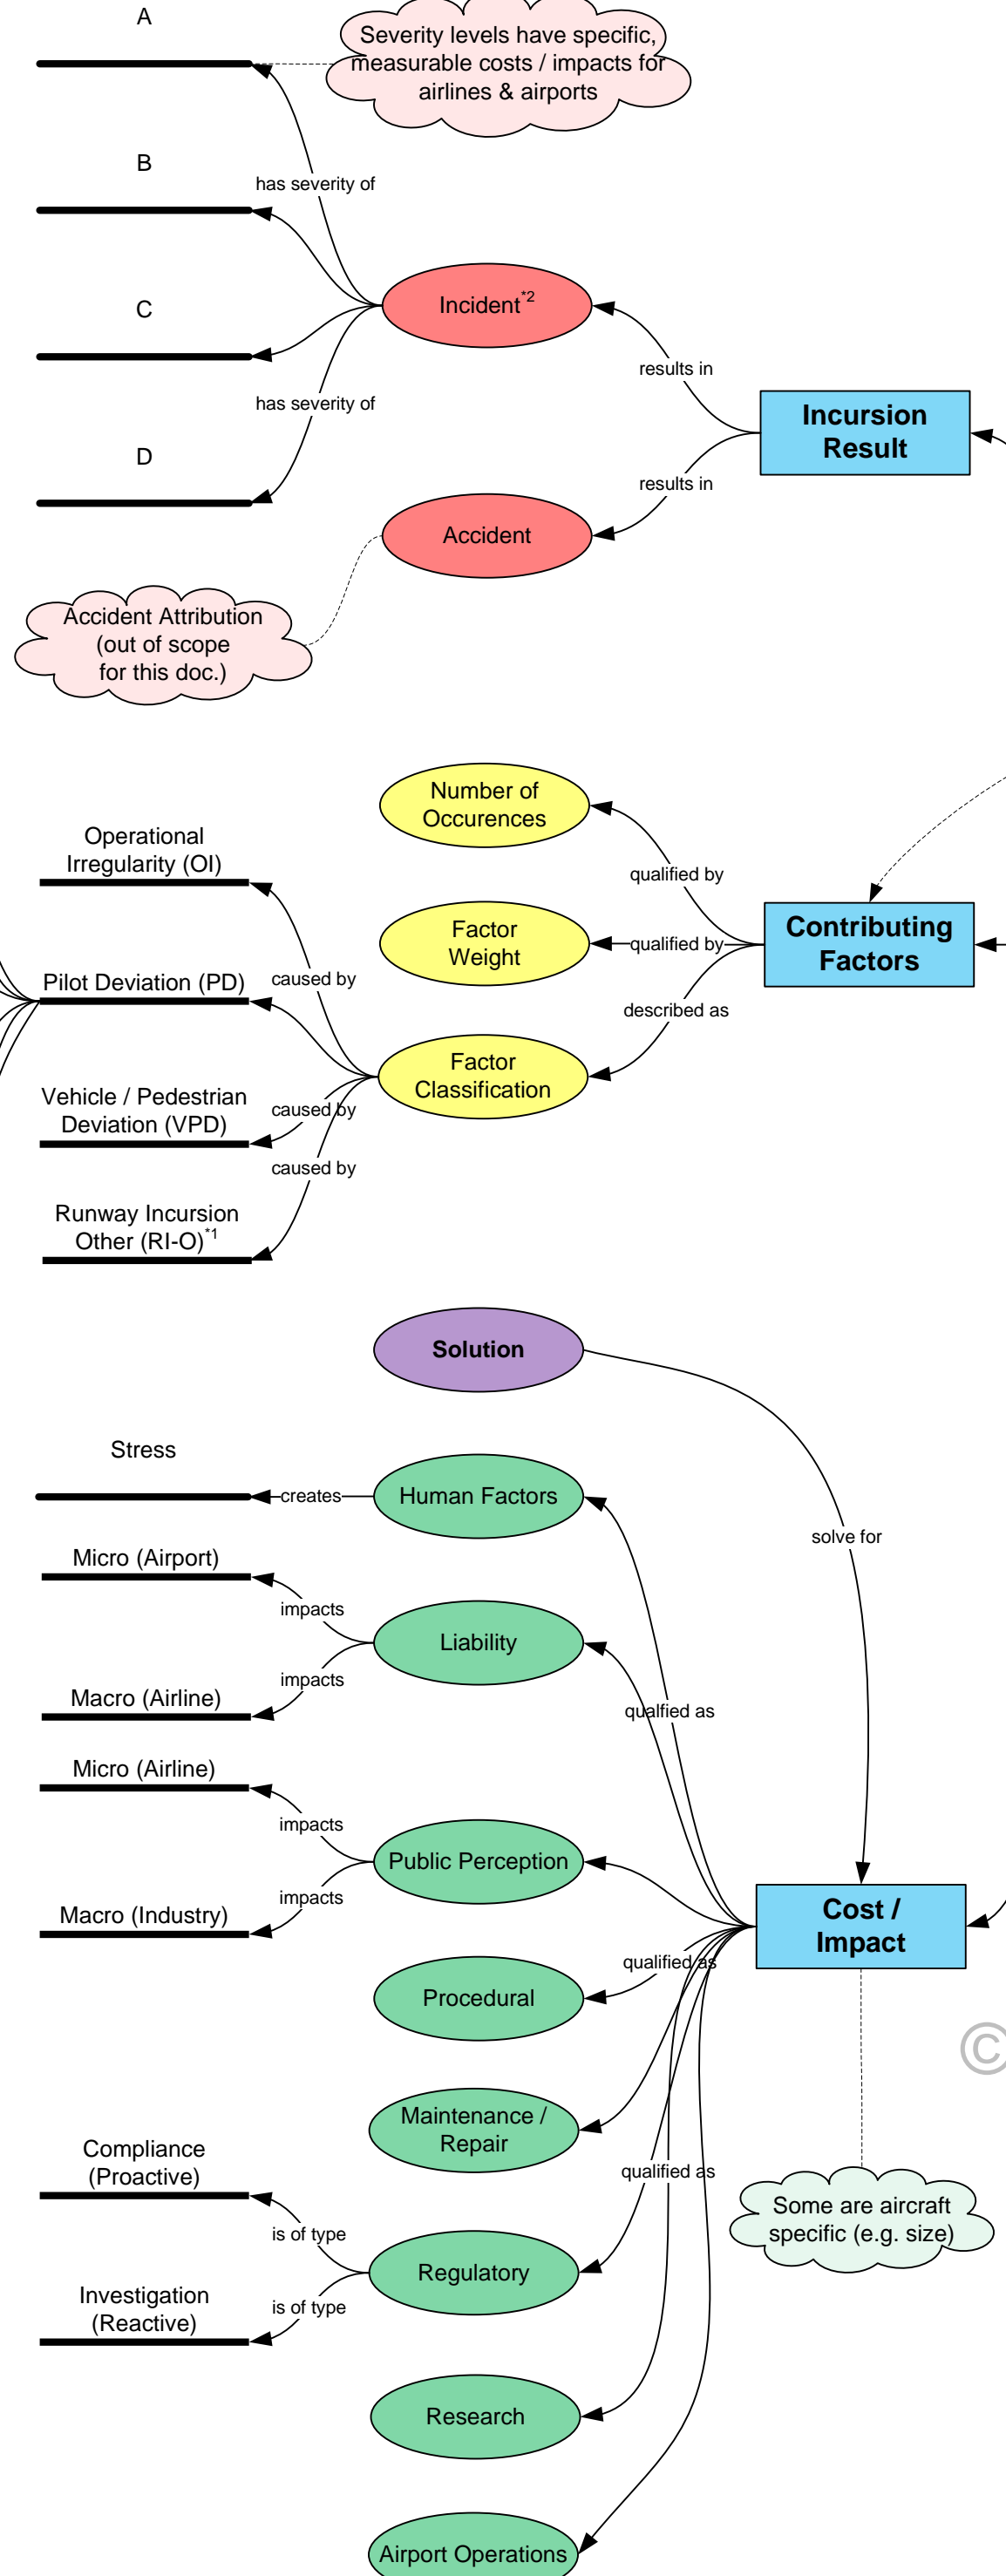 A
Severity levels have specific,
measurable costs / impacts for
airlines & airports
B
has severity of
C
Incident*2
results in
Incursion
Result
has severity of
D
results in
Accident
Accident Attribution
(out of scope
for this doc.)
Number of
Occurences
Operational
Irregularity (OI)
qualified by
Factor
Weight
qualified by
Contributing
Factors
Pilot Deviation (PD)
caused by
described as
Factor
Classification
Vehicle / Pedestrian
Deviation (VPD)
caused by
caused by
Runway Incursion
Other (RI-O)*1
Solution
Stress
creates
Human Factors
solve for
Micro (Airport)
impacts
Liability
impacts
Macro (Airline)
qualfied as
Micro (Airline)
impacts
Public Perception
impacts
Macro (Industry)
Cost /
Impact
qualified as
Procedural
©
Maintenance /
Repair
Compliance
(Proactive)
qualified as
Some are aircraft
specific (e.g. size)
is of type
Regulatory
Investigation
(Reactive)
is of type
Research
Airport Operations